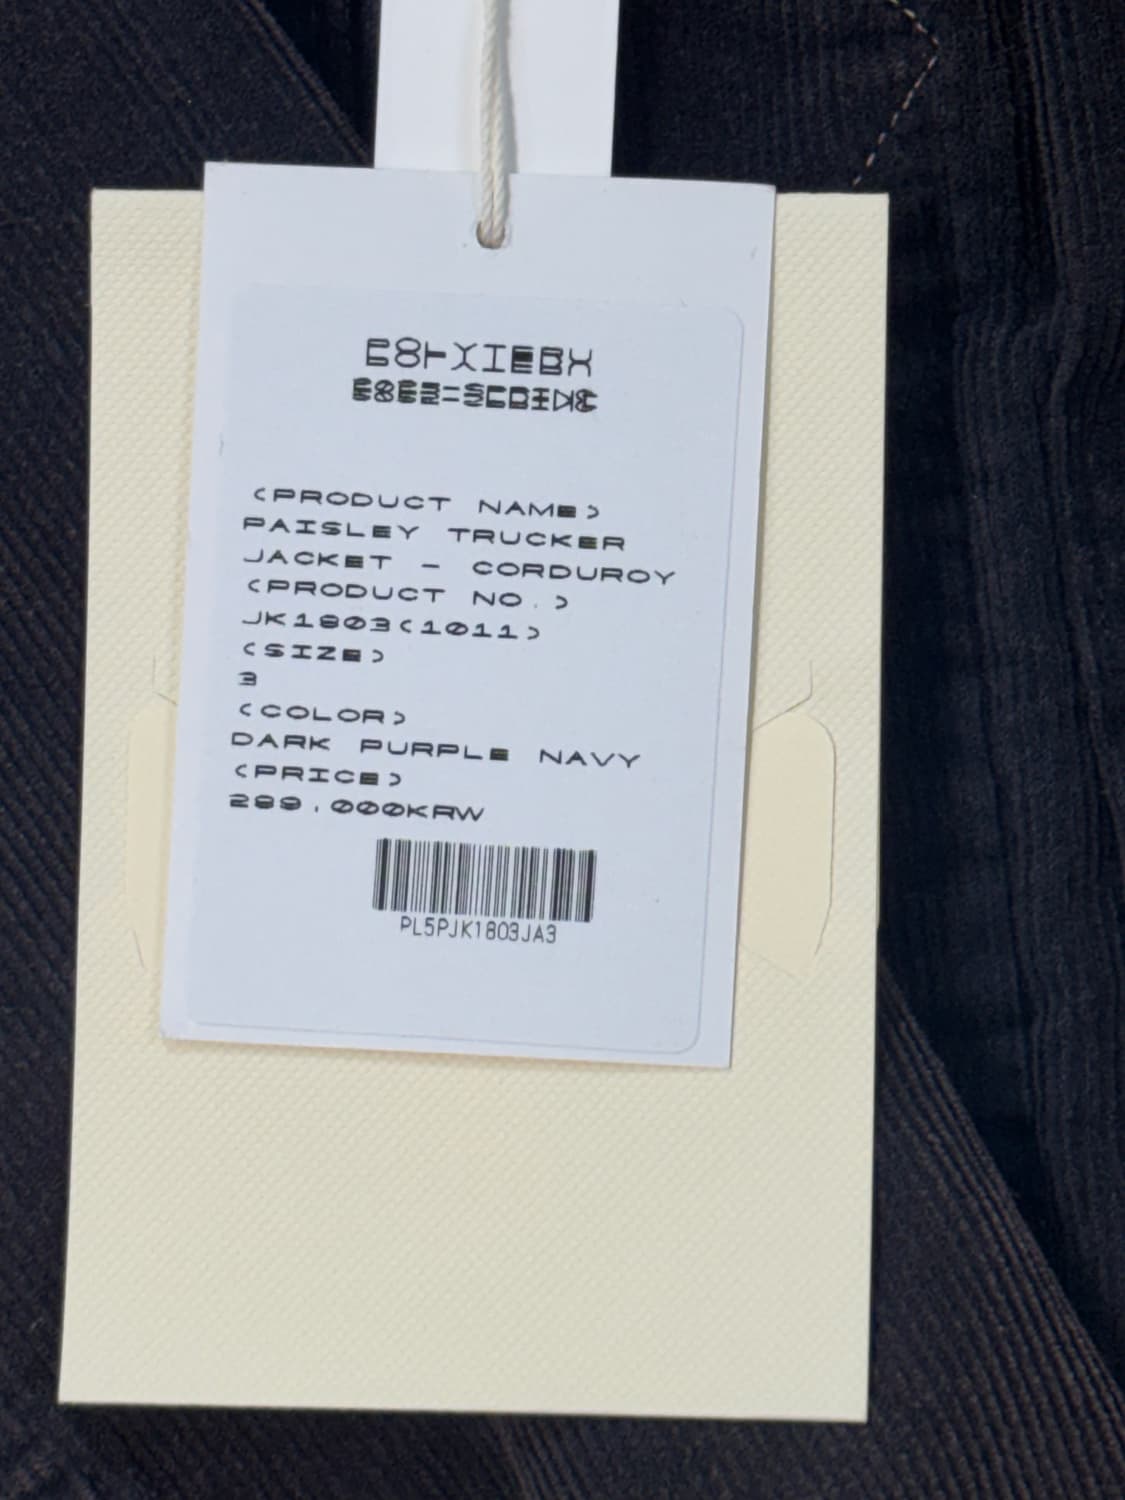 <PRODUCT NAME>
PAISLEY TRUCKER
JACKET - CORDUROY
<PRODUCT NO.>
JK1803(1011)
<SIZE>
3
<COLOR>
DARK PURPLE NAVY
<PRICE>
289.000KRW
PL5PJK1803JA3